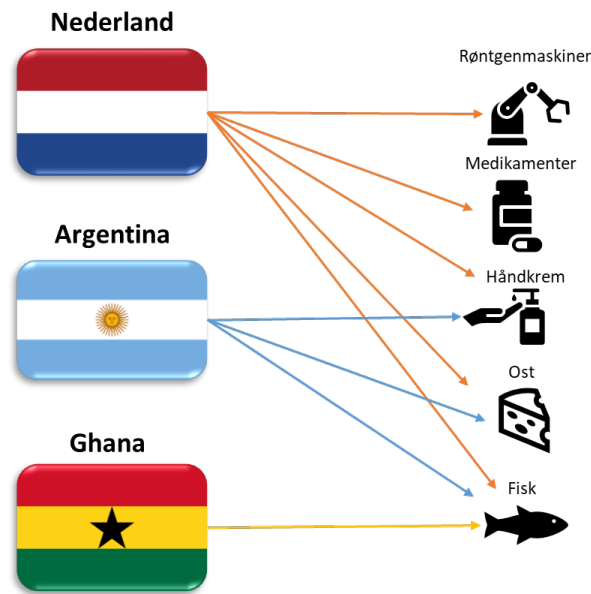 Nederland
Røntgenmaskiner
Medikamenter
Argentina
Håndkrem
Ost
Ghana
Fisk